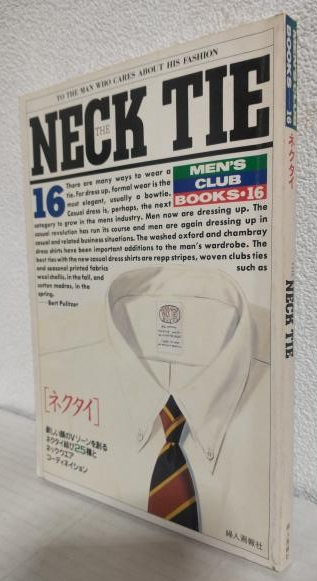 TO THE MAN WHO CARES ABOUT HIS FASHION
THE NECK TIE
16
MEN'S
CLUB
BOOKS·16
There are many ways to wear a
tie. For dress up, formal wear is the
most elegant, usually a bowtie.
Casual dress is, perhaps, the next
category to grow in the mans industry. Men now are dressing up. The
casual revolution has run its course and men are again dressing up in
casual and related business situations. The washed oxford and chambray
dress shirts have been important additions to the man's wardrobe. The
best ties with the new casual dress shirts are repp stripes, woven clubs ties
and seasonal printed fabrics such as
wool challis, in the fall, and
cotton madras, in the
spring.
Bert Pulitzer
[ネクタイ]
新しい顔のVゾーンを創る
ネクタイ結び25種と
ネックウエア
コーディネイション
婦人画報社
BOOKS 16
ネクタイ
THE NECK TIE